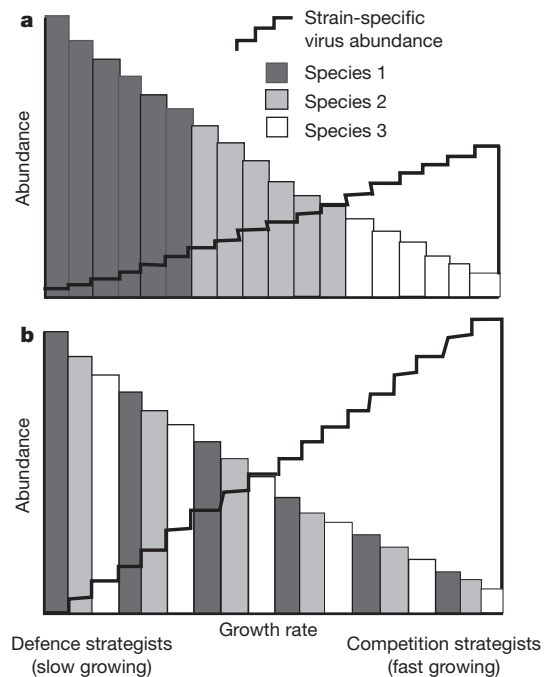 a
Strain-specific
virus abundance
Species 1
Species 2
Species 3
Abundance
b
Abundance
Growth rate
Defence strategists
(slow growing)
Competition strategists
(fast growing)